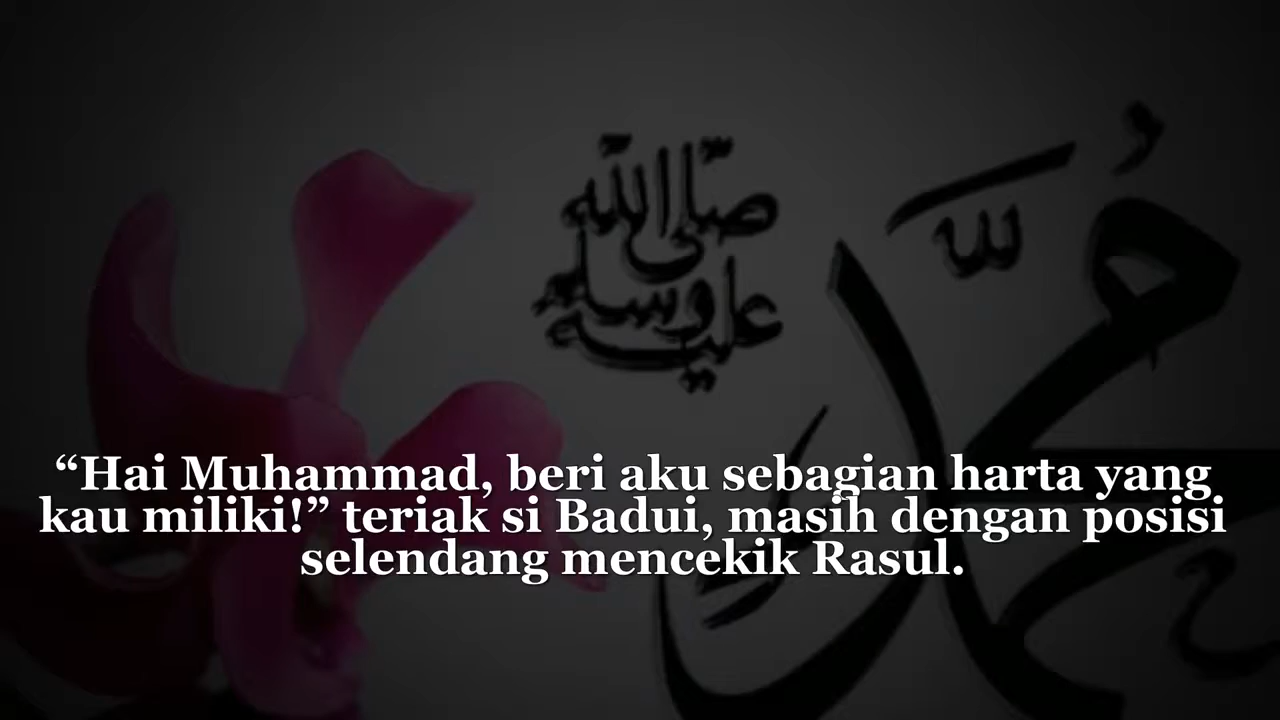 صلى الله
عليه وسلم
محمد
“Hai Muhammad, beri aku sebagian harta yang
kau miliki!” teriak si Badui, masih dengan posisi
selendang mencekik Rasul.